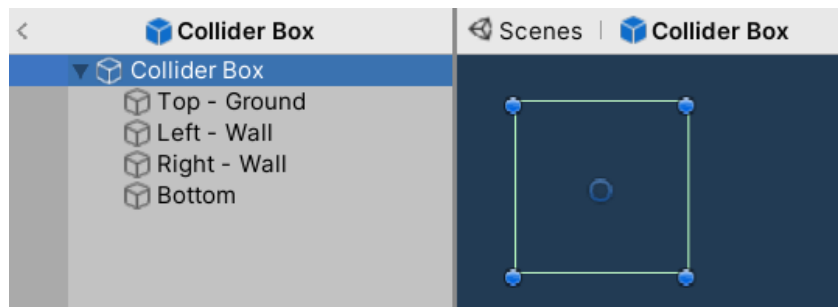 Collider Box
Scenes | Collider Box
Collider Box
Top - Ground
Left - Wall
Right - Wall
Bottom